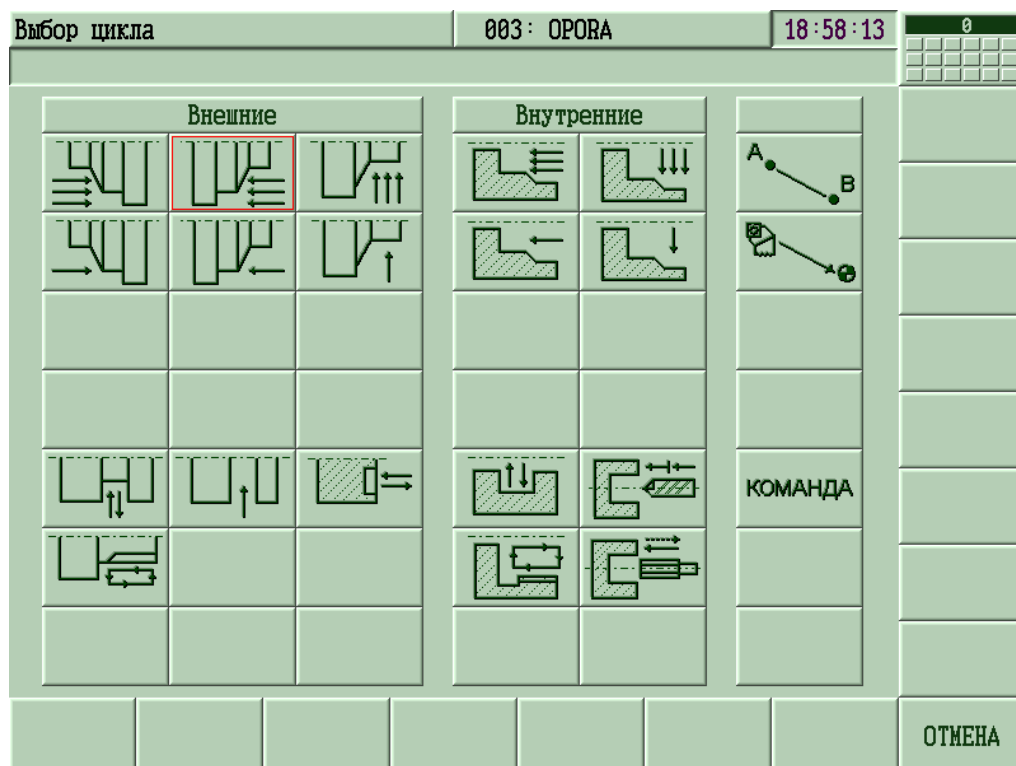 Выбор цикла 003: OPORA 18:58:13 0
Внешние Внутренние
A
B
КОМАНДА
ОТМЕНА